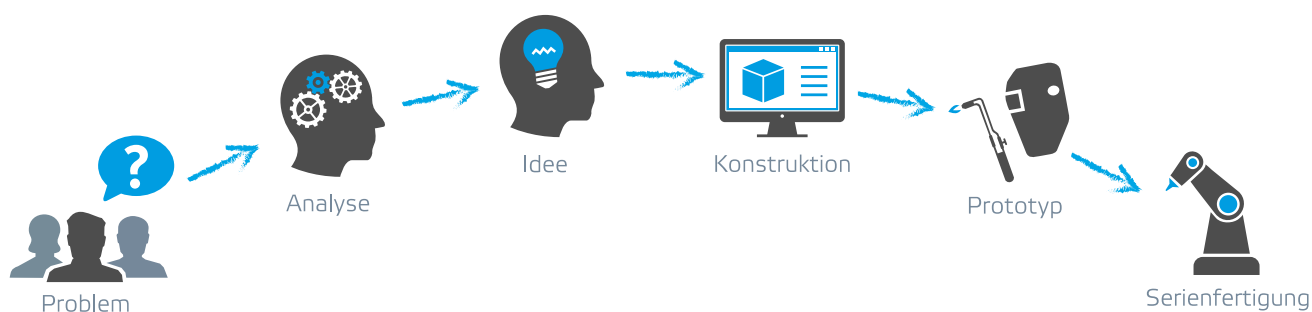 ?
Problem
Analyse
Idee
Konstruktion
Prototyp
Serienfertigung